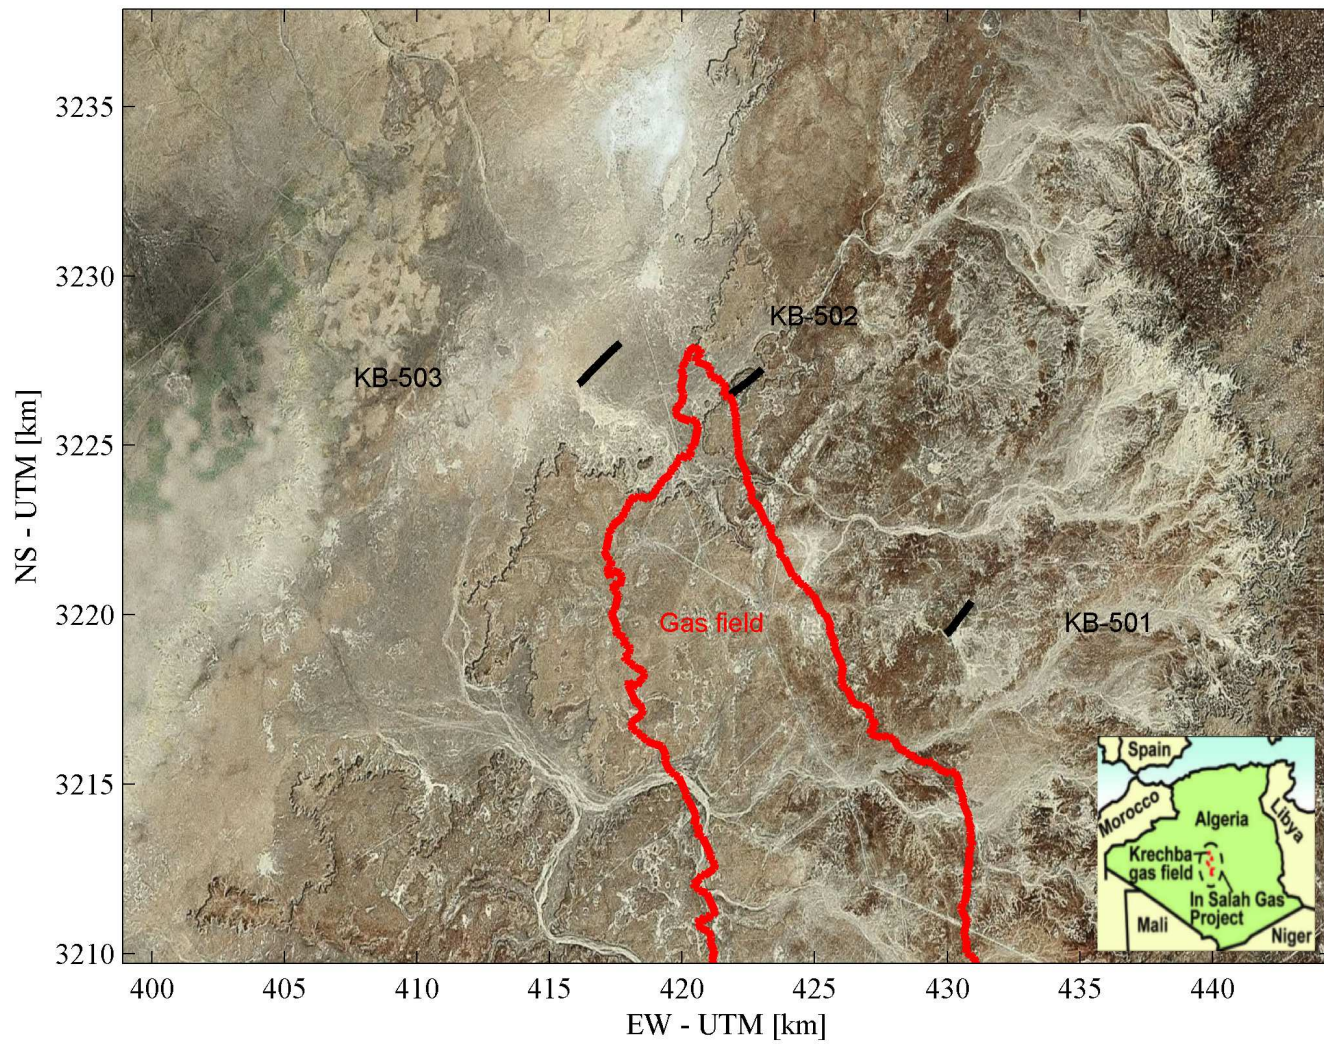 3235
3230
3225
3220
3215
3210
NS - UTM [km]
KB-502
KB-503
Gas field
KB-501
Spain
Morocco
Algeria
Libya
Krechba
gas field
In Salah Gas
Project
Mali
Niger
400 405 410 415 420 425 430 435 440
EW - UTM [km]